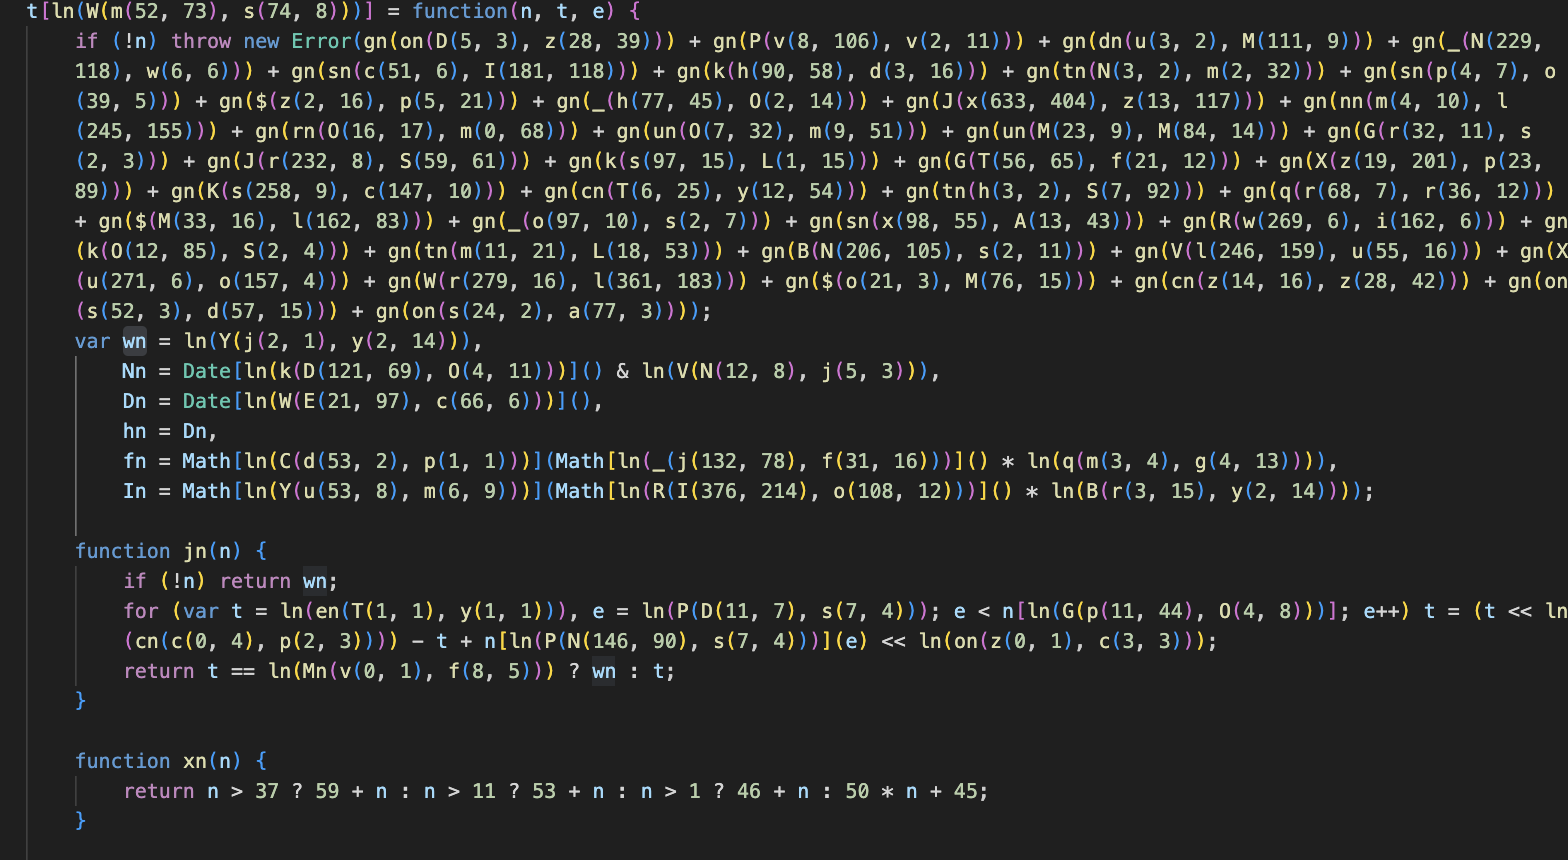 t[ln(W(m(52, 73), s(74, 8)))] = function(n, t, e) {
if (!n) throw new Error(gn(on(D(5, 3), z(28, 39))) + gn(P(v(8, 106), v(2, 11))) + gn(dn(u(3, 2), M(111, 9))) + gn(_(N(229,
118), w(6, 6))) + gn(sn(c(51, 6), I(181, 118))) + gn(k(h(90, 58), d(3, 16))) + gn(tn(N(3, 2), m(2, 32))) + gn(sn(p(4, 7), o
(39, 5))) + gn($(z(2, 16), p(5, 21))) + gn(_(h(77, 45), O(2, 14))) + gn(J(x(633, 404), z(13, 117))) + gn(nn(m(4, 10), l
(245, 155))) + gn(rn(O(16, 17), m(0, 68))) + gn(un(O(7, 32), m(9, 51))) + gn(un(M(23, 9), M(84, 14))) + gn(G(r(32, 11), s
(2, 3))) + gn(J(r(232, 8), S(59, 61))) + gn(k(s(97, 15), L(1, 15))) + gn(G(T(56, 65), f(21, 12))) + gn(X(z(19, 201), p(23,
89))) + gn(K(s(258, 9), c(147, 10))) + gn(cn(T(6, 25), y(12, 54))) + gn(tn(h(3, 2), S(7, 92))) + gn(q(r(68, 7), r(36, 12)))
+ gn($(M(33, 16), l(162, 83))) + gn(_(o(97, 10), s(2, 7))) + gn(sn(x(98, 55), A(13, 43))) + gn(R(w(269, 6), i(162, 6))) + gn
(k(O(12, 85), S(2, 4))) + gn(tn(m(11, 21), L(18, 53))) + gn(B(N(206, 105), s(2, 11))) + gn(V(l(246, 159), u(55, 16))) + gn(X
(u(271, 6), o(157, 4))) + gn(W(r(279, 16), l(361, 183))) + gn($(o(21, 3), M(76, 15))) + gn(cn(z(14, 16), z(28, 42))) + gn(on
(s(52, 3), d(57, 15))) + gn(on(s(24, 2), a(77, 3))));
var wn = ln(Y(j(2, 1), y(2, 14))),
Nn = Date[ln(k(D(121, 69), O(4, 11)))]() & ln(V(N(12, 8), j(5, 3))),
Dn = Date[ln(W(E(21, 97), c(66, 6)))](),
hn = Dn,
fn = Math[ln(C(d(53, 2), p(1, 1)))](Math[ln(_(j(132, 78), f(31, 16)))]() * ln(q(m(3, 4), g(4, 13)))),
In = Math[ln(Y(u(53, 8), m(6, 9)))](Math[ln(R(I(376, 214), o(108, 12)))]() * ln(B(r(3, 15), y(2, 14))));
function jn(n) {
if (!n) return wn;
for (var t = ln(en(T(1, 1), y(1, 1))), e = ln(P(D(11, 7), s(7, 4))); e < n[ln(G(p(11, 44), O(4, 8)))]; e++) t = (t << ln
(cn(c(0, 4), p(2, 3)))) - t + n[ln(P(N(146, 90), s(7, 4)))](e) << ln(on(z(0, 1), c(3, 3)));
return t == ln(Mn(v(0, 1), f(8, 5))) ? wn : t;
}
function xn(n) {
return n > 37 ? 59 + n : n > 11 ? 53 + n : n > 1 ? 46 + n : 50 * n + 45;
}